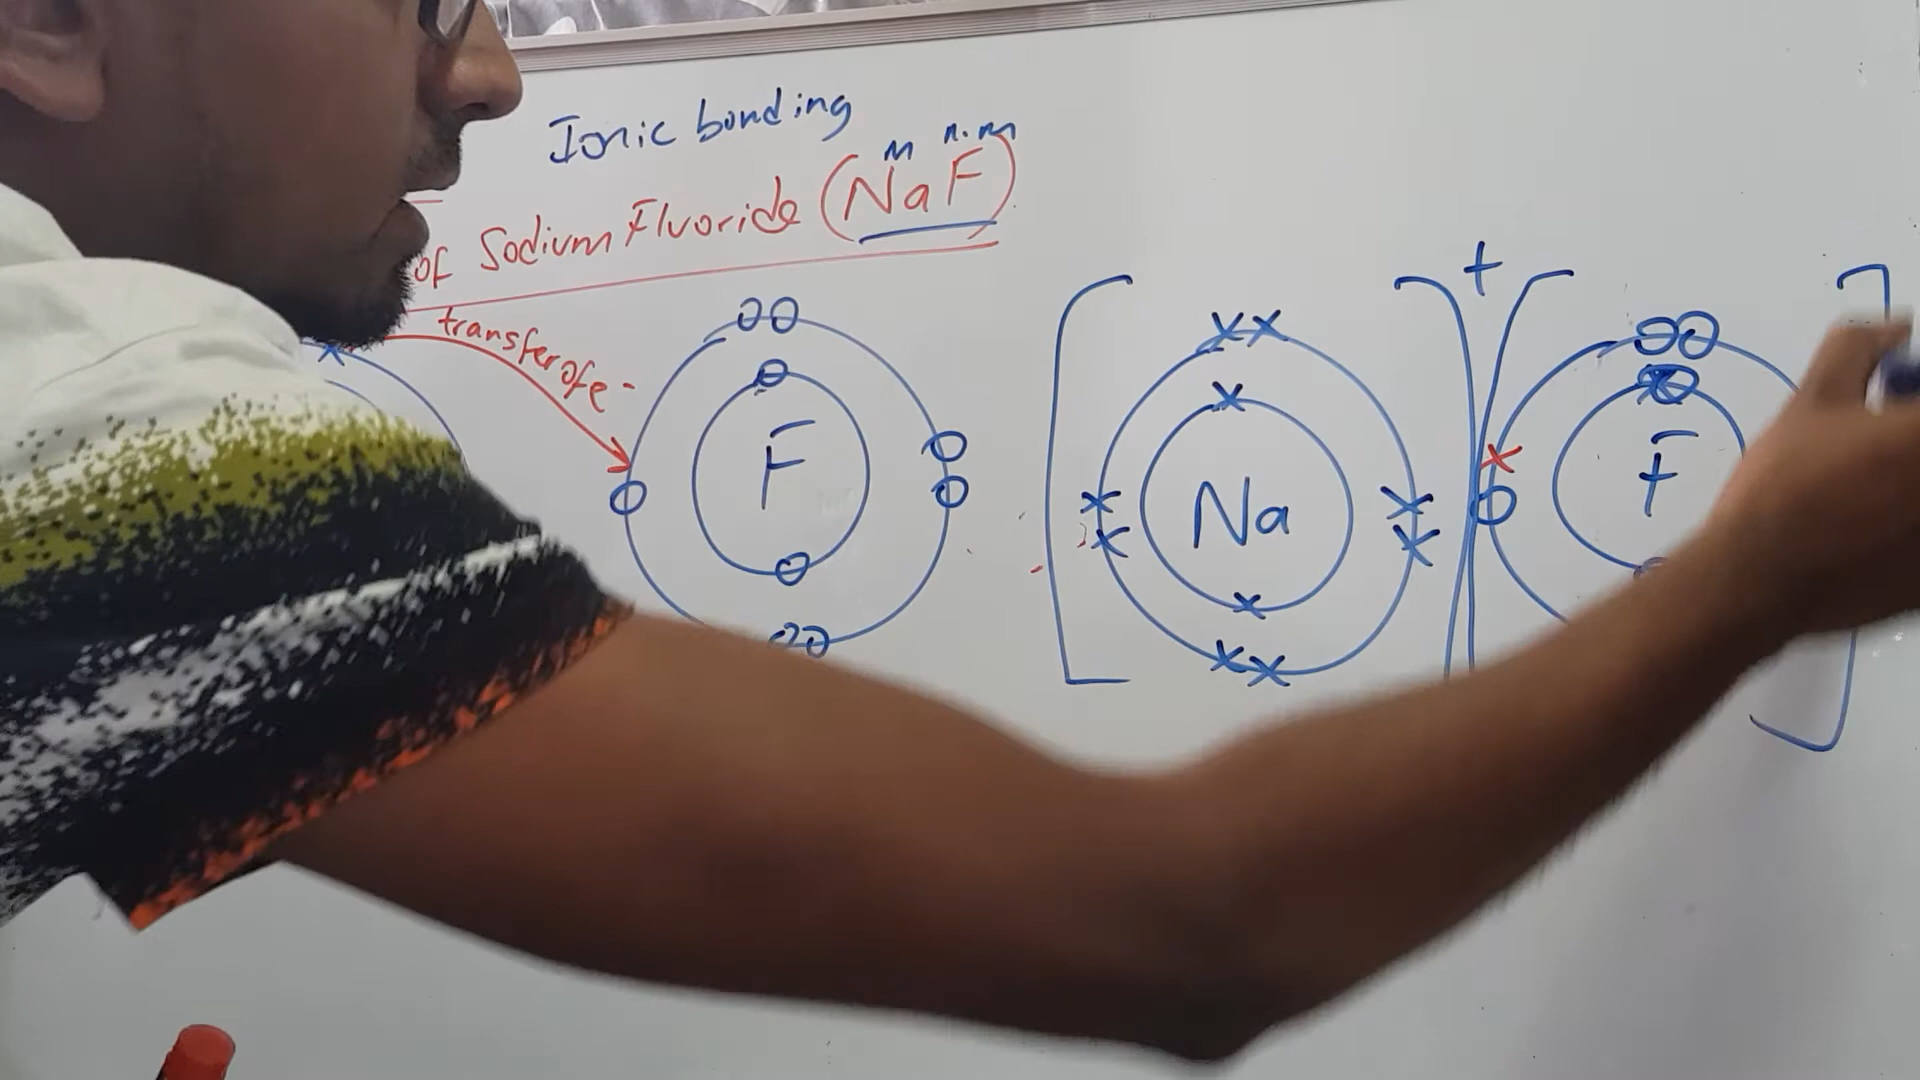 Ionic bonding
m n.m
of Sodium Fluoride (NaF)
transfer of e-
F
Na
+
F